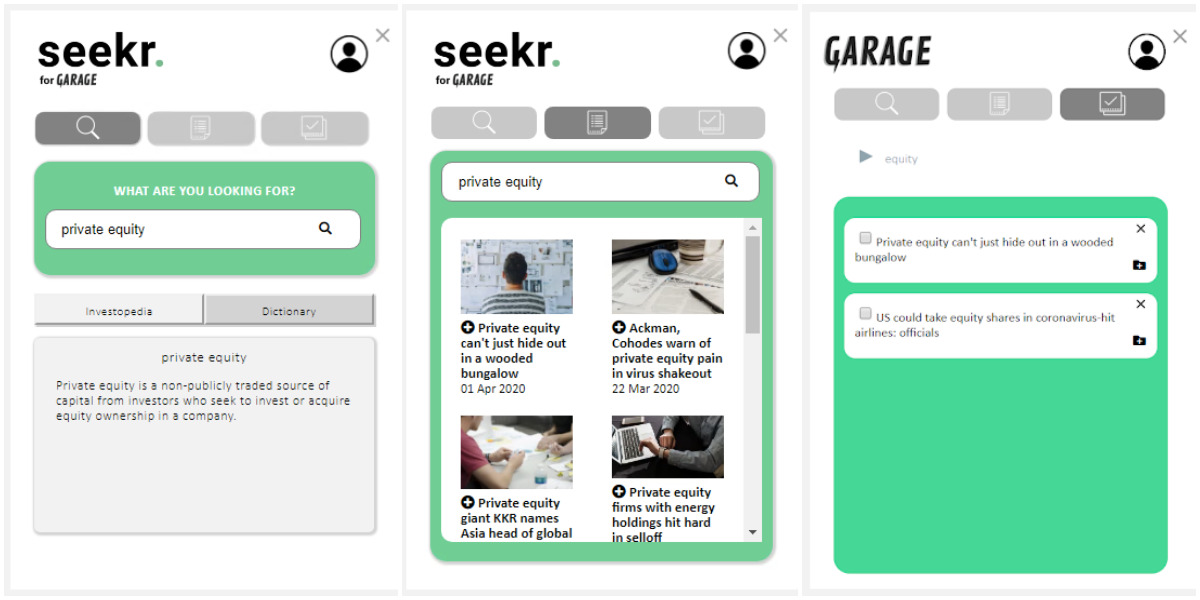 seekr.
for GARAGE
WHAT ARE YOU LOOKING FOR?
private equity
Investopedia
Dictionary
private equity
Private equity is a non-publicly traded source of
capital from investors who seek to invest or acquire
equity ownership in a company.
seekr.
for GARAGE
private equity
Private equity
can't just hide out
in a wooded
bungalow
01 Apr 2020
Ackman,
Cohodes warn of
private equity pain
in virus shakeout
22 Mar 2020
Private equity
giant KKR names
Asia head of global
Private equity
firms with energy
holdings hit hard
in selloff
GARAGE
equity
Private equity can't just hide out in a wooded
bungalow
US could take equity shares in coronavirus-hit
airlines: officials